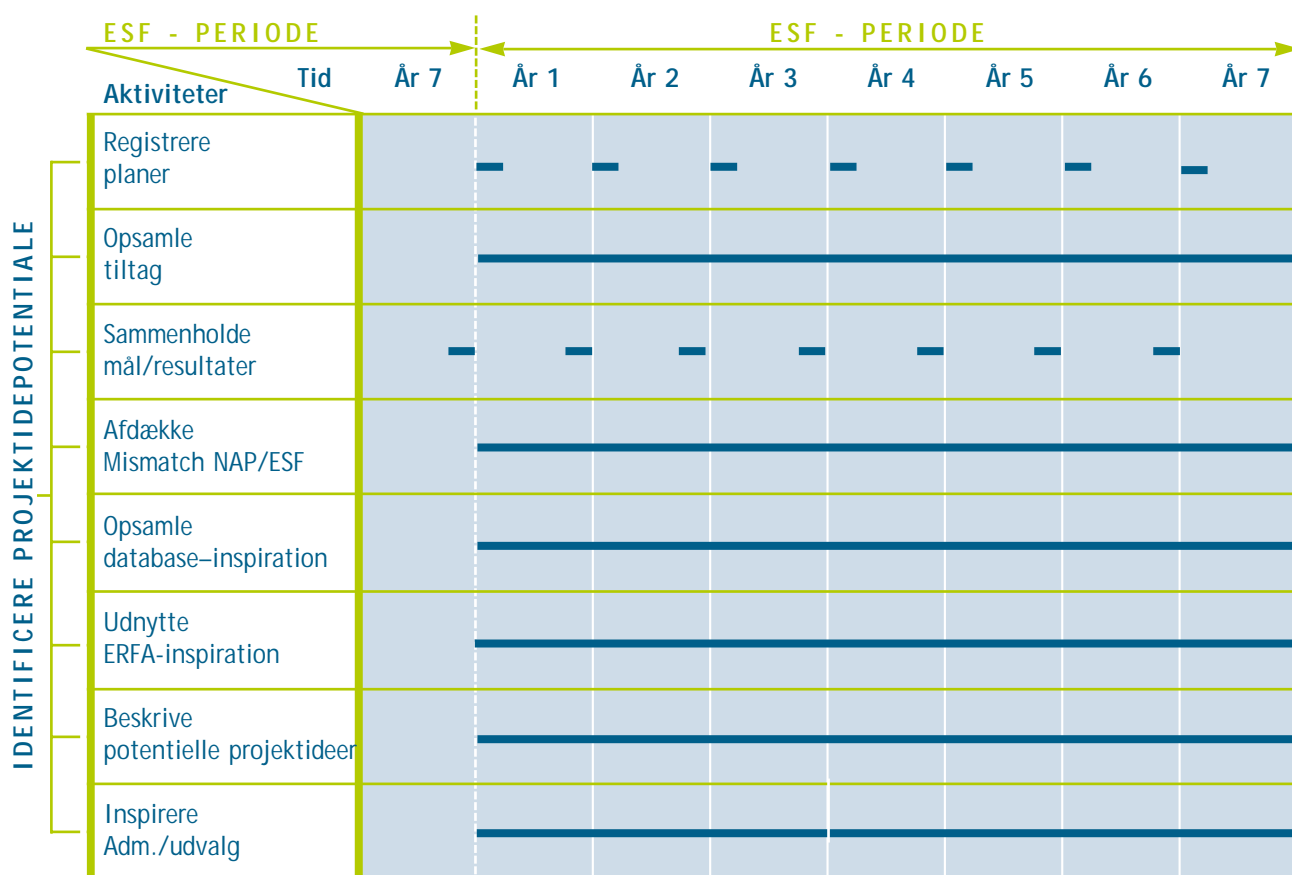 ESF - PERIODE
ESF - PERIODE
Tid
Aktiviteter
År 7
År 1
År 2
År 3
År 4
År 5
År 6
År 7
IDENTIFICERE PROJEKTIDEPOTENTIALE
Registrere
planer
Opsamle
tiltag
Sammenholde
mål/resultater
Afdække
Mismatch NAP/ESF
Opsamle
database–inspiration
Udnytte
ERFA-inspiration
Beskrive
potentielle projektideer
Inspirere
Adm./udvalg